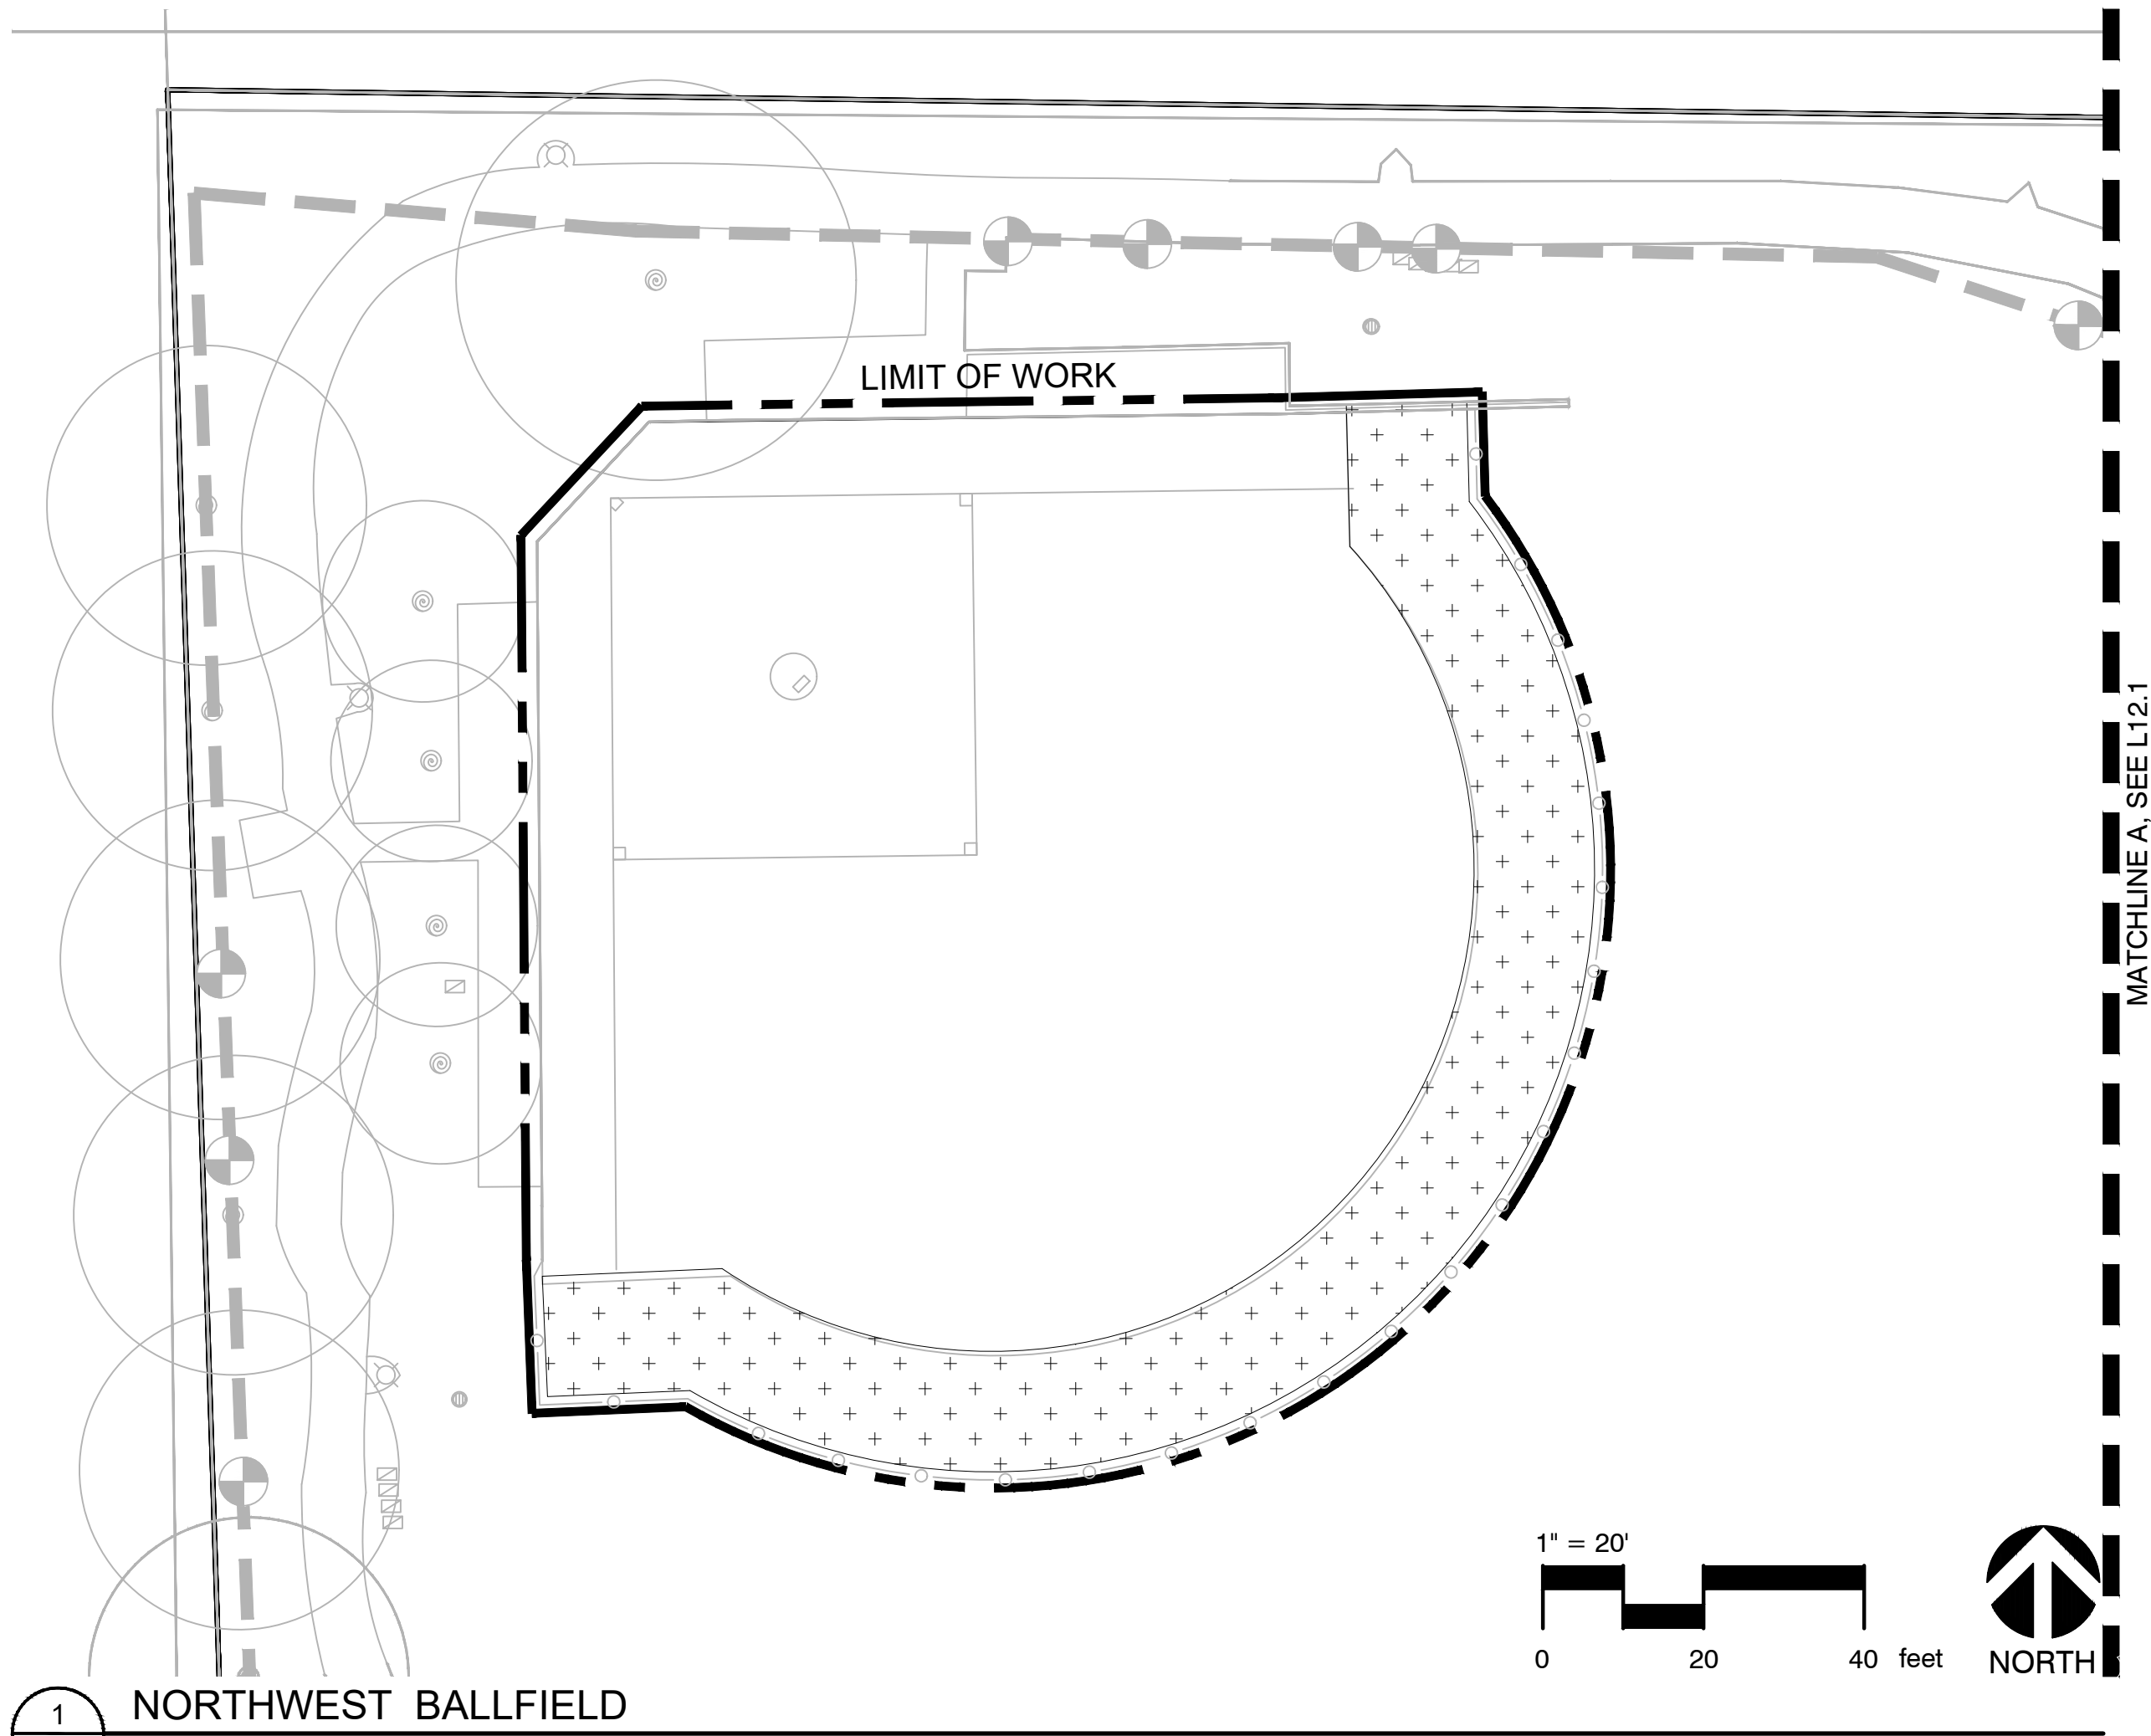 LIMIT OF WORK
MATCHLINE A, SEE L12.1
1" = 20'
0 20 40 feet
NORTH
1 NORTHWEST BALLFIELD